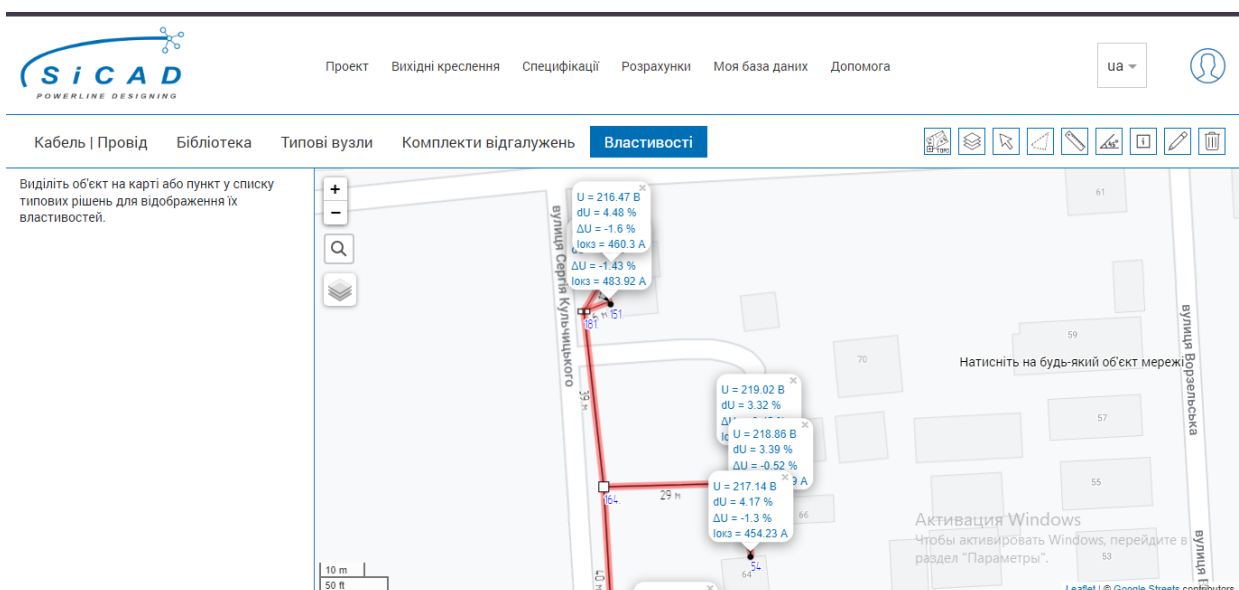 SiCAD
POWERLINE DESIGNING
Проект Вихідні креслення Специфікації Розрахунки Моя база даних Допомога
ua
Кабель | Провід Бібліотека Типові вузли Комплекти відгалужень Властивості
Виділіть об'єкт на карті або пункт у списку
типових рішень для відображення їх
властивостей.
+
−
U = 216.47 В
dU = 4.48 %
ΔU = -1.6 %
Iокз = 460.3 А
ΔU = -1.43 %
Iокз = 483.92 А
вулиця Сергія Кульчицького
151
181
39 м
61
59
70
Натисніть на будь-який об'єкт мережі
вулиця Ворзельська
57
U = 219.02 В
dU = 3.32 %
U = 218.86 В
dU = 3.39 %
ΔU = -0.52 %
U = 217.14 В
dU = 4.17 %
ΔU = -1.3 %
Iокз = 454.23 А
164
29 м
55
66
Активация Windows
Чтобы активировать Windows, перейдите в
раздел "Параметры".
53
54
64
40 м
вулиця
10 m
50 ft
Leaflet | © Google Streets contributors